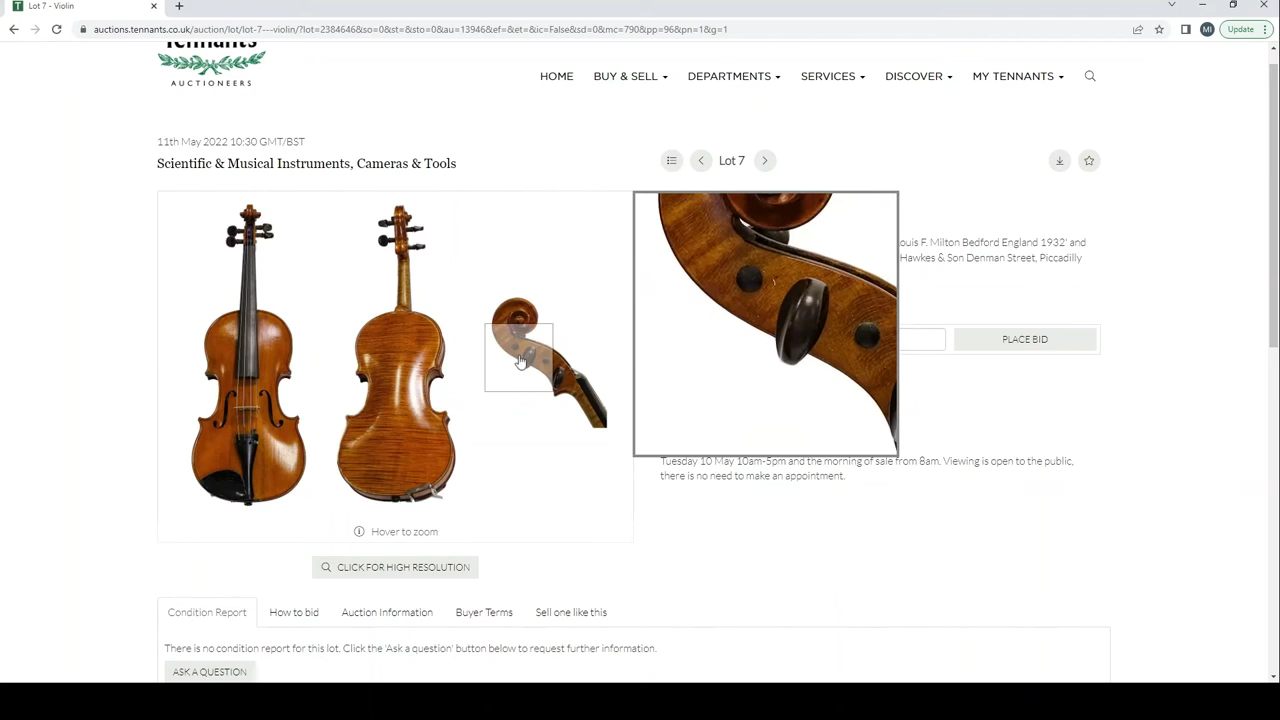 Lot 7 - Violin
auctions.tennants.co.uk/auction/lot/lot-7---violin/?lot=2384646&so=0&st=&sto=0&au=13946&ef=&et=&ic=False&sd=0&mc=790&pp=96&pn=1&g=1
MI
Update
Tennants
AUCTIONEERS
HOME
BUY & SELL
DEPARTMENTS
SERVICES
DISCOVER
MY TENNANTS
11th May 2022 10:30 GMT/BST
Scientific & Musical Instruments, Cameras & Tools
Lot 7
F. Milton Bedford England 1932' and
Hawkes & Son Denman Street, Piccadilly
PLACE BID
Tuesday 10 May 10am-5pm and the morning of sale from 8am. Viewing is open to the public,
there is no need to make an appointment.
Hover to zoom
CLICK FOR HIGH RESOLUTION
Condition Report
How to bid
Auction Information
Buyer Terms
Sell one like this
There is no condition report for this lot. Click the 'Ask a question' button below to request further information.
ASK A QUESTION